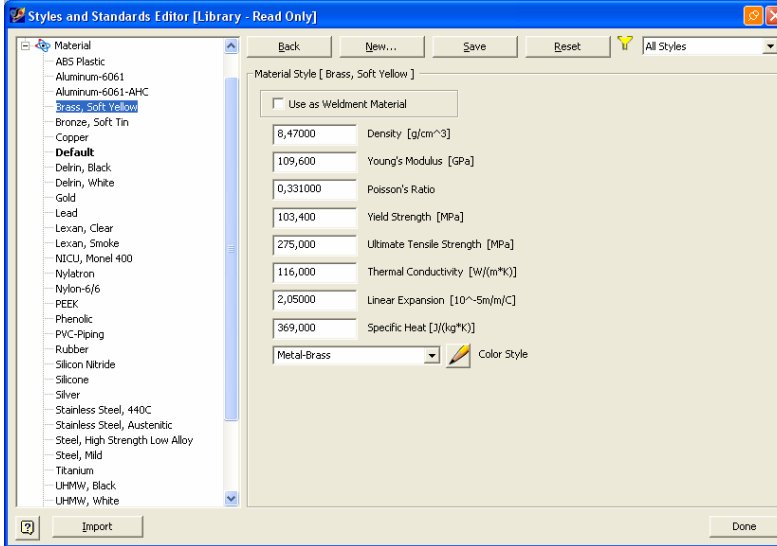 Styles and Standards Editor [Library - Read Only]
Material
ABS Plastic
Aluminum-6061
Aluminum-6061-AHC
Brass, Soft Yellow
Bronze, Soft Tin
Copper
Default
Delrin, Black
Delrin, White
Gold
Lead
Lexan, Clear
Lexan, Smoke
NICU, Monel 400
Nylatron
Nylon-6/6
PEEK
Phenolic
PVC-Piping
Rubber
Silicon Nitride
Silicone
Silver
Stainless Steel, 440C
Stainless Steel, Austenitic
Steel, High Strength Low Alloy
Steel, Mild
Titanium
UHMW, Black
UHMW, White
Back New... Save Reset All Styles
Material Style [ Brass, Soft Yellow ]
Use as Weldment Material
8,47000 Density [g/cm^3]
109,600 Young's Modulus [GPa]
0,331000 Poisson's Ratio
103,400 Yield Strength [MPa]
275,000 Ultimate Tensile Strength [MPa]
116,000 Thermal Conductivity [W/(m*K)]
2,05000 Linear Expansion [10^-5m/m/C]
369,000 Specific Heat [J/(kg*K)]
Metal-Brass Color Style
? Import Done